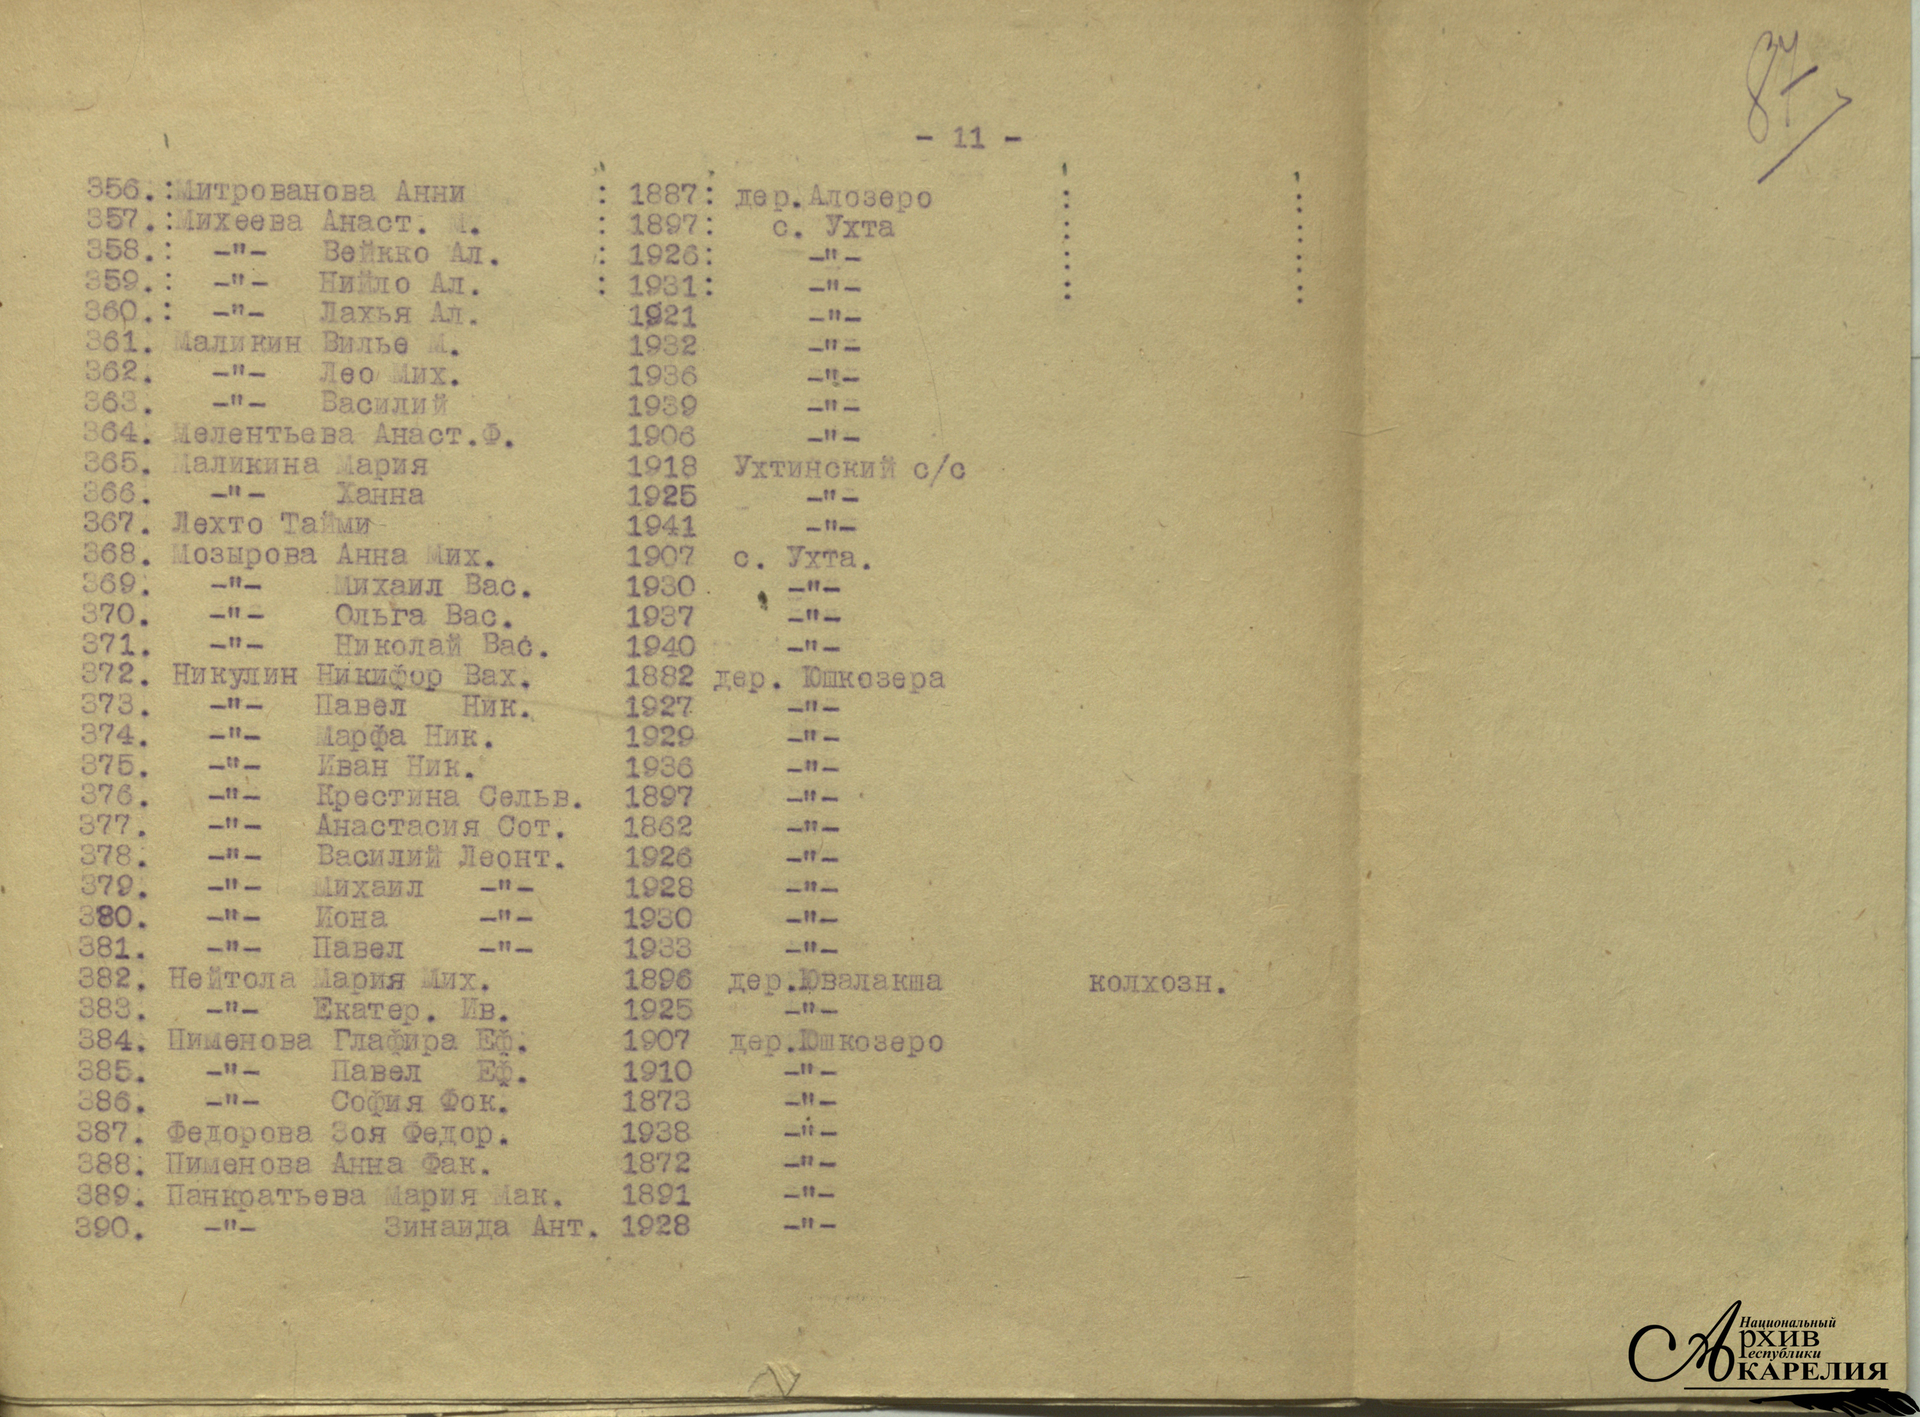 87
- 11 -
356.:Митрованова Анни : 1887: дер.Алозеро : :
357.:Михеева Анаст. М. : 1897: с. Ухта : :
358.: -"- Вейкко Ал. : 1926: -"- : :
359.: -"- Нийло Ал. : 1931: -"- : :
360.: -"- Лахья Ал. 1921 -"-
361. Маликин Вилье М. 1932 -"-
362. -"- Лео Мих. 1936 -"-
363. -"- Василий 1939 -"-
364. Мелентьева Анаст.Ф. 1906 -"-
365. Маликина Мария 1918 Ухтинский с/с
366. -"- Ханна 1925 -"-
367. Лехто Тайми 1941 -"-
368. Мозырова Анна Мих. 1907 с. Ухта.
369. -"- Михаил Вас. 1930 -"-
370. -"- Ольга Вас. 1937 -"-
371. -"- Николай Вас. 1940 -"-
372. Никулин Никифор Вах. 1882 дер. Юшкозера
373. -"- Павел Ник. 1927 -"-
374. -"- Марфа Ник. 1929 -"-
375. -"- Иван Ник. 1936 -"-
376. -"- Крестина Сельв. 1897 -"-
377. -"- Анастасия Сот. 1862 -"-
378. -"- Василий Леонт. 1926 -"-
379. -"- Михаил -"- 1928 -"-
380. -"- Иона -"- 1930 -"-
381. -"- Павел -"- 1933 -"-
382. Нейтола Мария Мих. 1896 дер.Ювалакша колхозн.
383. -"- Екатер. Ив. 1925 -"-
384. Пименова Глафира Еф. 1907 дер.Юшкозеро
385. -"- Павел Еф. 1910 -"-
386. -"- София Фок. 1873 -"-
387. Федорова Зоя Федор. 1938 -"-
388. Пименова Анна Фак. 1872 -"-
389. Панкратьева Мария Мак. 1891 -"-
390. -"- Зинаида Ант. 1928 -"-
Национальный
Архив
Республики
Карелия